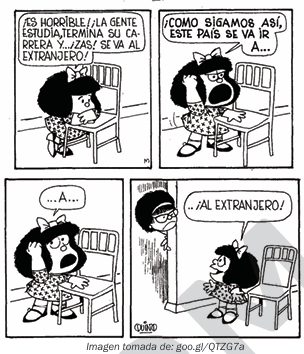 ¡ES HORRIBLE! ¡LA GENTE
ESTUDIA, TERMINA SU CA-
RRERA Y...¡ZAS! SE VA AL
EXTRANJERO!
M
¡COMO SIGAMOS ASÍ,
ESTE PAÍS SE VA IR
A...
...A...
...¡AL EXTRANJERO!
QUINO
Imagen tomada de: goo.gl/QTZG7a